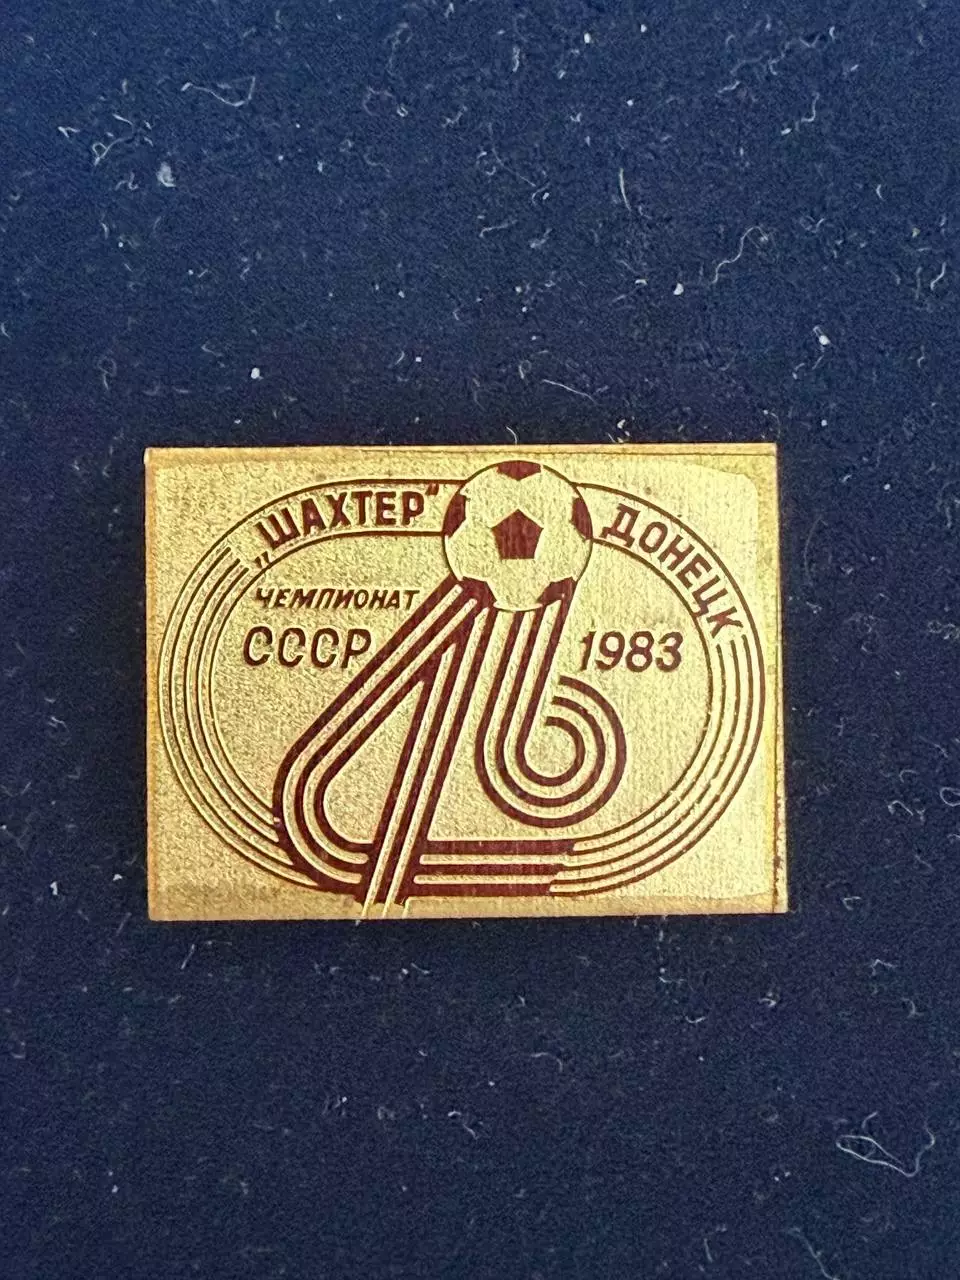 „ШАХТЕР“ ДОНЕЦК
ЧЕМПИОНАТ
СССР 1983
46